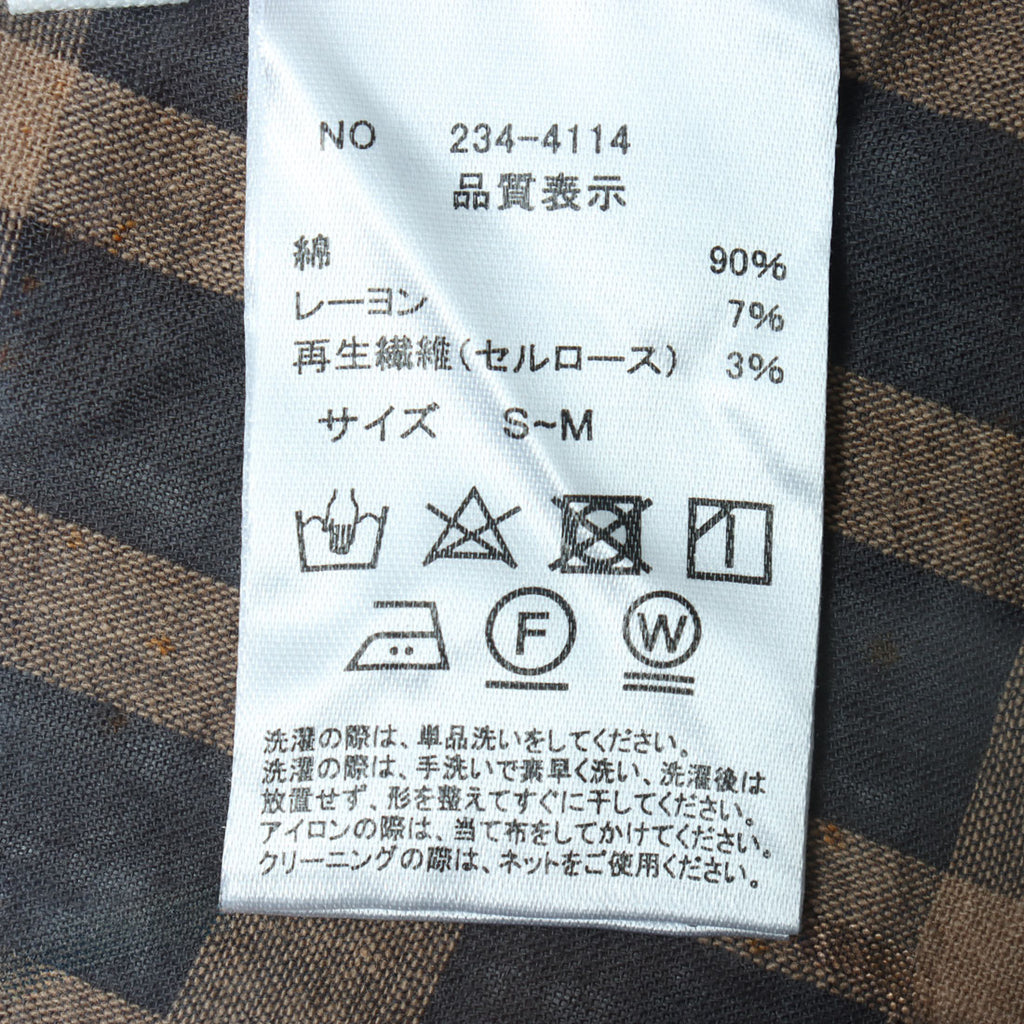 NO 234-4114
品質表示
綿 90%
レーヨン 7%
再生繊維(セルロース) 3%
サイズ S~M
F W
洗濯の際は、単品洗いをしてください。
洗濯の際は、手洗いで素早く洗い、洗濯後は
放置せず、形を整えてすぐに干してください。
アイロンの際は、当て布をしてかけてください。
クリーニングの際は、ネットをご使用ください。